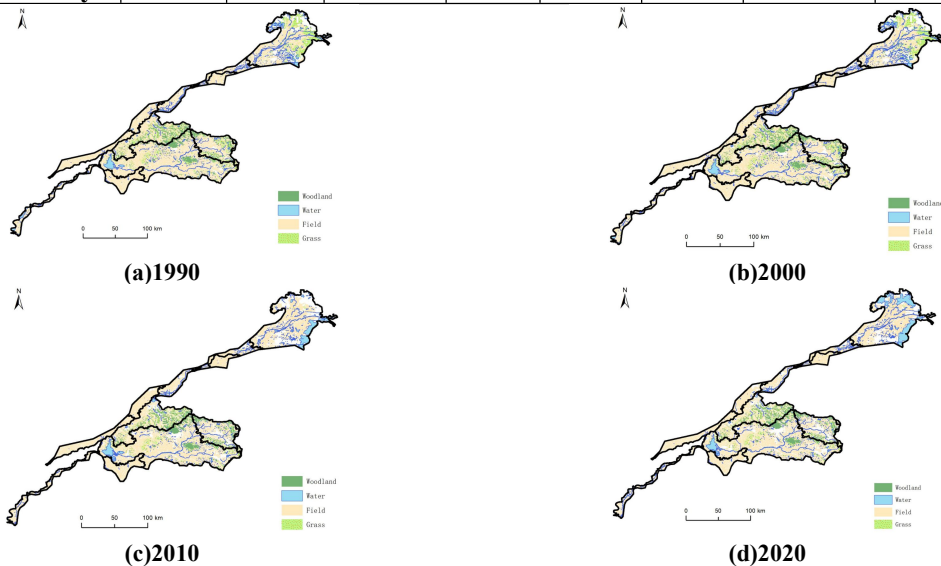 N
N
Woodland
Water
Field
Grass
0 50 100 km
Woodland
Water
Field
Grass
0 50 100 km
(a)1990
(b)2000
N
N
Woodland
Water
Field
Grass
0 50 100 km
Woodland
Water
Field
Grass
0 50 100 km
(c)2010
(d)2020